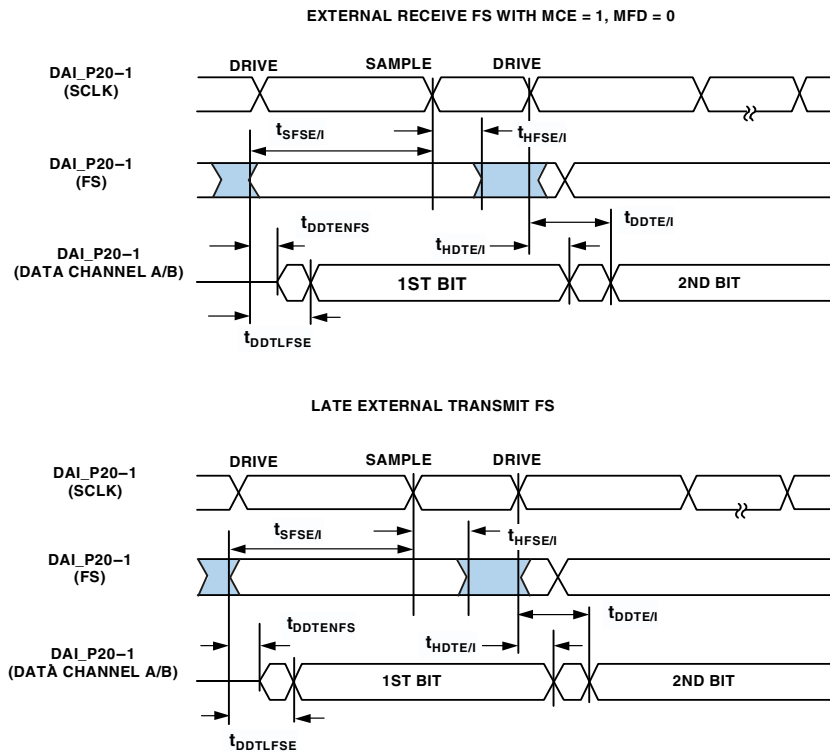 EXTERNAL RECEIVE FS WITH MCE = 1, MFD = 0
DRIVE SAMPLE DRIVE
DAI_P20–1
(SCLK)
tSFSE/I tHFSE/I
DAI_P20–1
(FS)
tDDTENFS tHDTE/I tDDTE/I
DAI_P20–1
(DATA CHANNEL A/B)
1ST BIT 2ND BIT
tDDTLFSE
LATE EXTERNAL TRANSMIT FS
DRIVE SAMPLE DRIVE
DAI_P20–1
(SCLK)
tSFSE/I tHFSE/I
DAI_P20–1
(FS)
tDDTENFS tHDTE/I tDDTE/I
DAI_P20–1
(DATA CHANNEL A/B)
1ST BIT 2ND BIT
tDDTLFSE